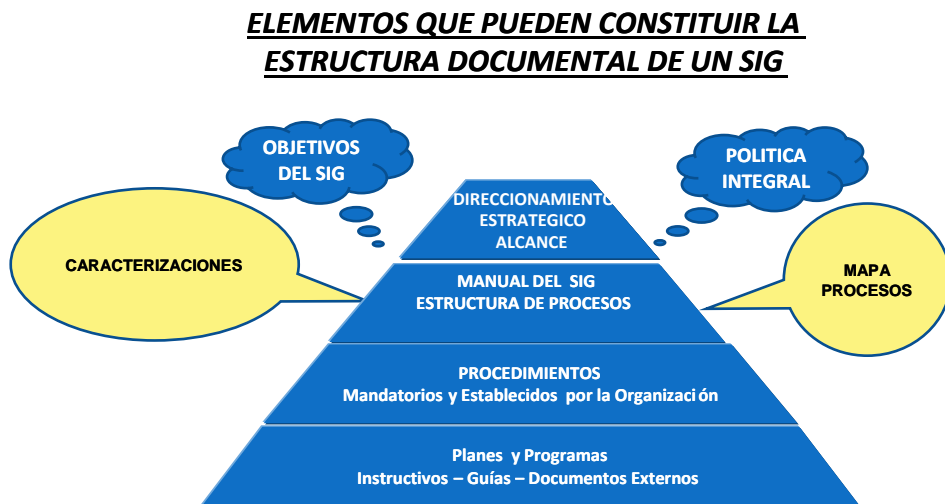 ELEMENTOS QUE PUEDEN CONSTITUIR LA
ESTRUCTURA DOCUMENTAL DE UN SIG
OBJETIVOS
DEL SIG
POLITICA
INTEGRAL
DIRECCIONAMIENTO
ESTRATEGICO
ALCANCE
CARACTERIZACIONES
MANUAL DEL SIG
ESTRUCTURA DE PROCESOS
MAPA
PROCESOS
PROCEDIMIENTOS
Mandatorios y Establecidos por la Organización
Planes y Programas
Instructivos – Guías – Documentos Externos